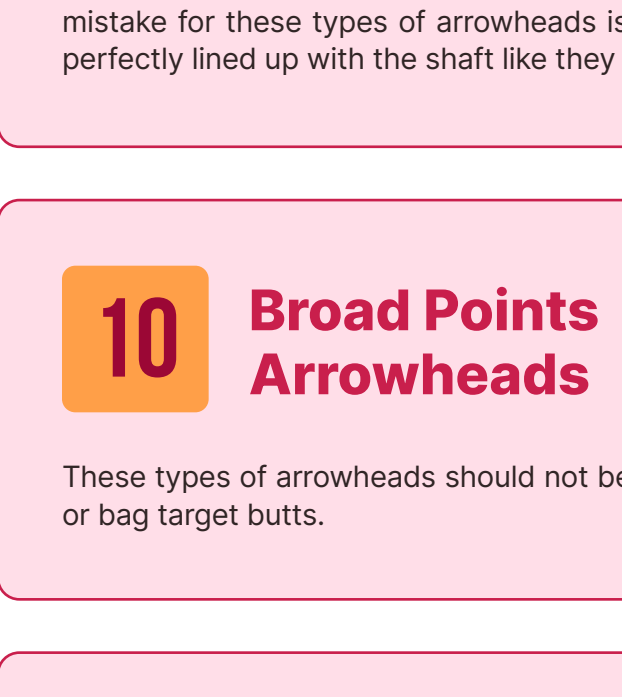 mistake for these types of arrowheads is
perfectly lined up with the shaft like they
10
Broad Points
Arrowheads
These types of arrowheads should not be
or bag target butts.